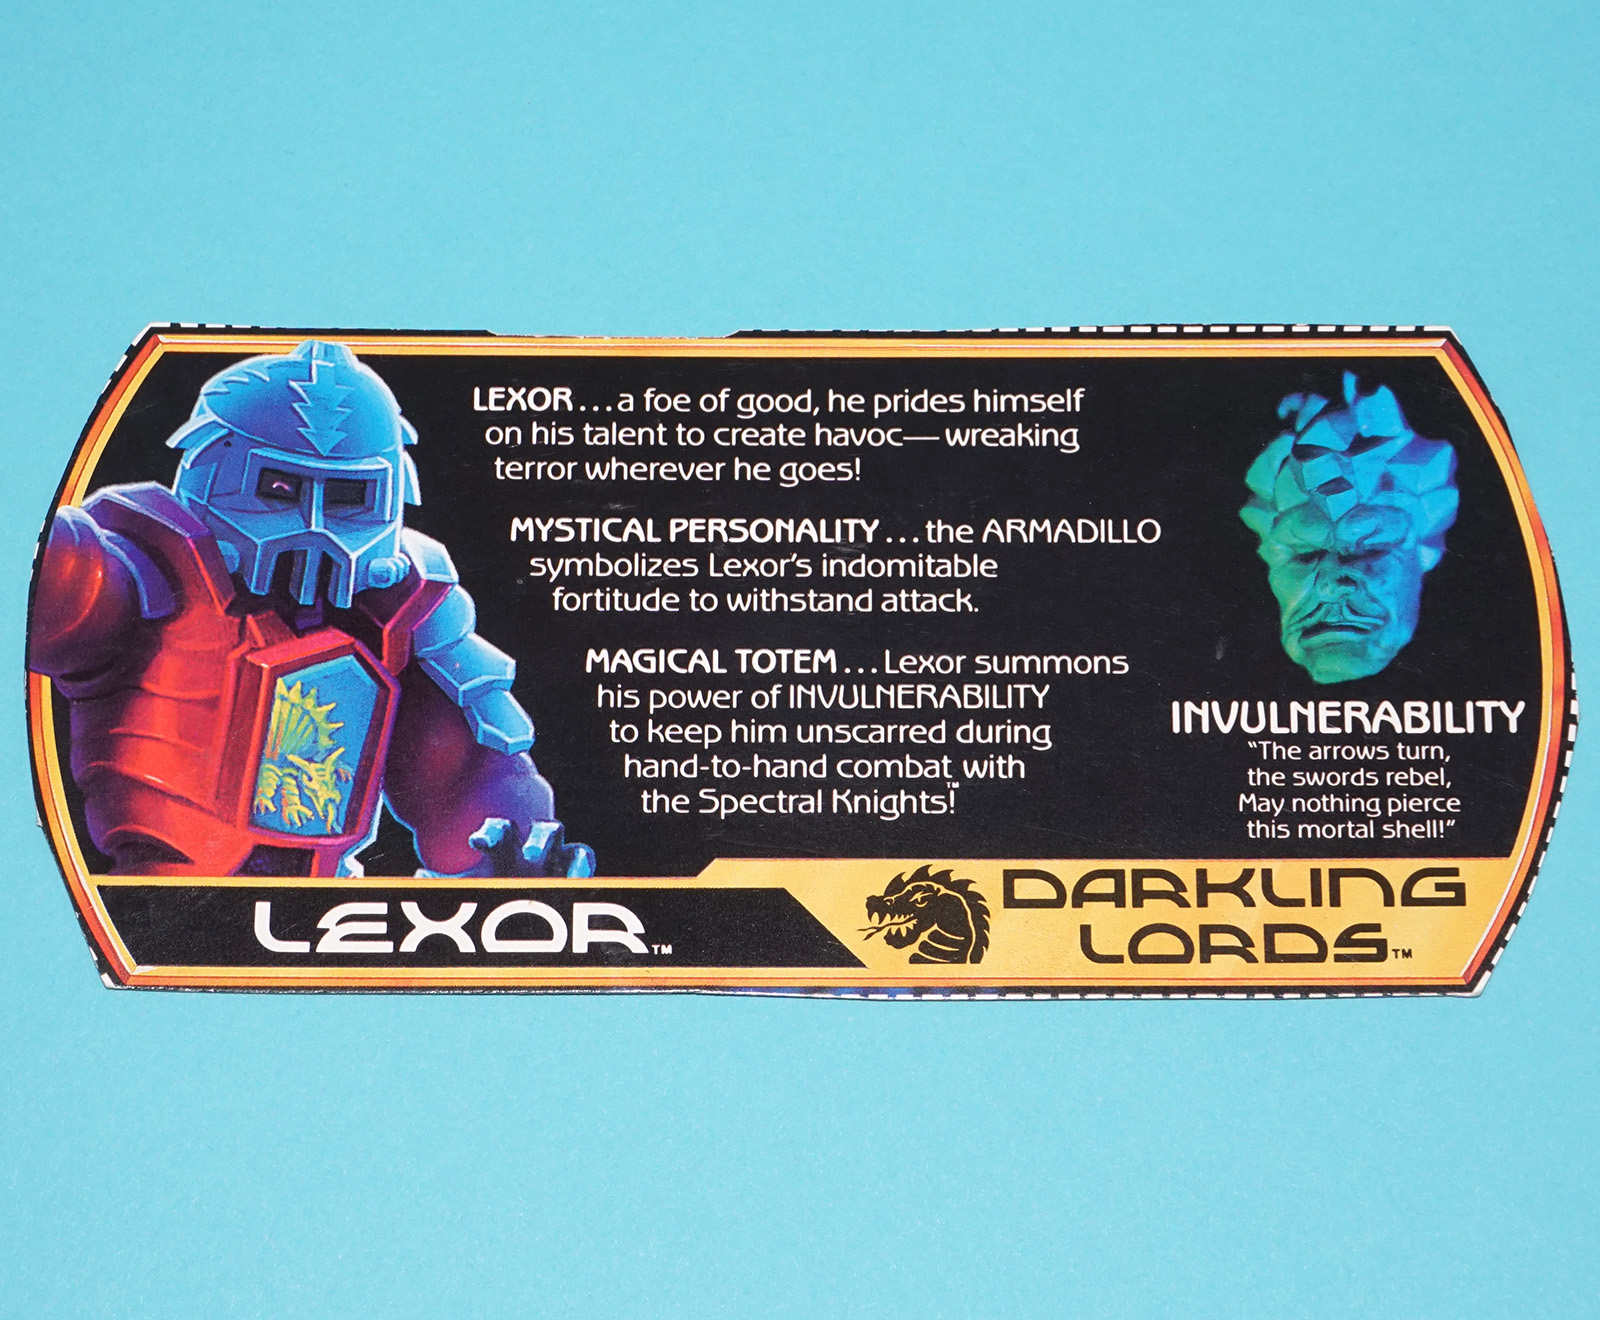 LEXOR...a foe of good, he prides himself
on his talent to create havoc—wreaking
terror wherever he goes!
MYSTICAL PERSONALITY...the ARMADILLO
symbolizes Lexor's indomitable
fortitude to withstand attack.
MAGICAL TOTEM...Lexor summons
his power of INVULNERABILITY
to keep him unscarred during
hand-to-hand combat with
the Spectral Knights!™
INVULNERABILITY
"The arrows turn,
the swords rebel,
May nothing pierce
this mortal shell!"
LEXOR™
DARKLING
LORDS™